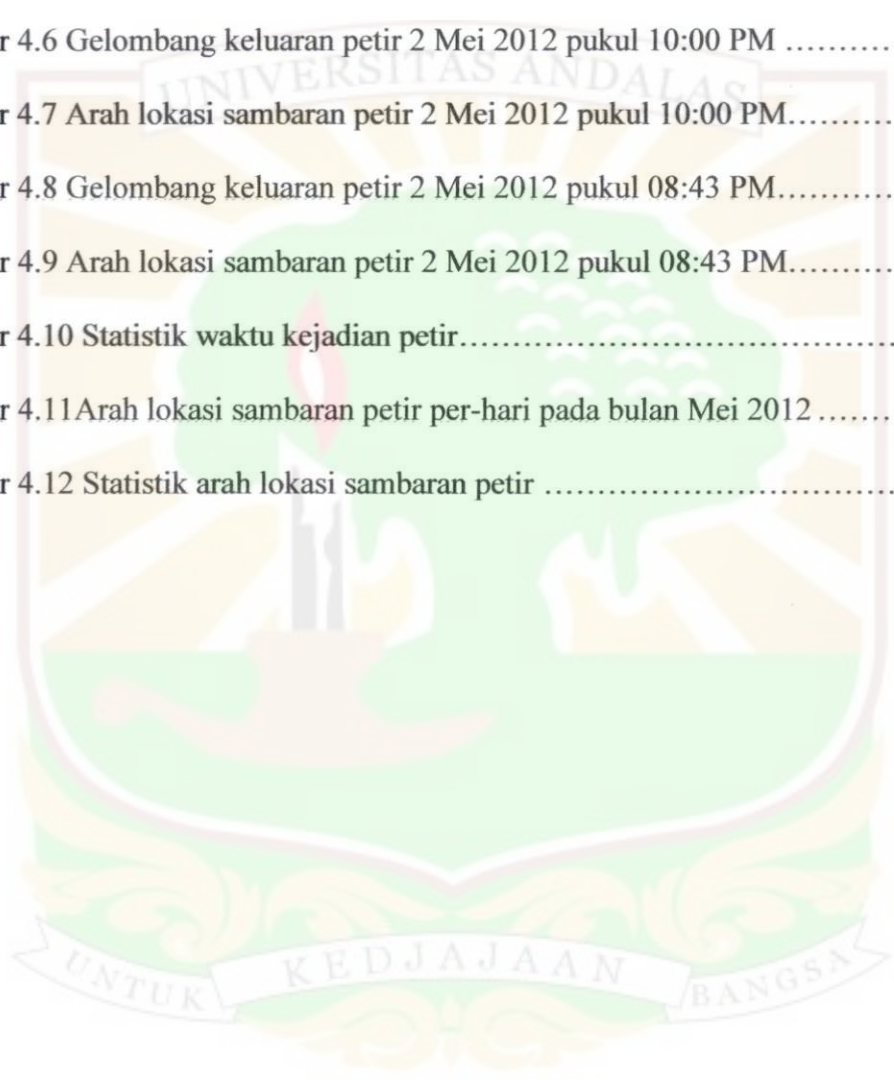 r 4.6 Gelombang keluaran petir 2 Mei 2012 pukul 10:00 PM ..........
UNIVERSITAS ANDALAS
r 4.7 Arah lokasi sambaran petir 2 Mei 2012 pukul 10:00 PM..........
r 4.8 Gelombang keluaran petir 2 Mei 2012 pukul 08:43 PM...........
r 4.9 Arah lokasi sambaran petir 2 Mei 2012 pukul 08:43 PM..........
r 4.10 Statistik waktu kejadian petir..........................................
r 4.11Arah lokasi sambaran petir per-hari pada bulan Mei 2012 .......
r 4.12 Statistik arah lokasi sambaran petir ..................................
UNTUK KEDJAJAAN BANGSA